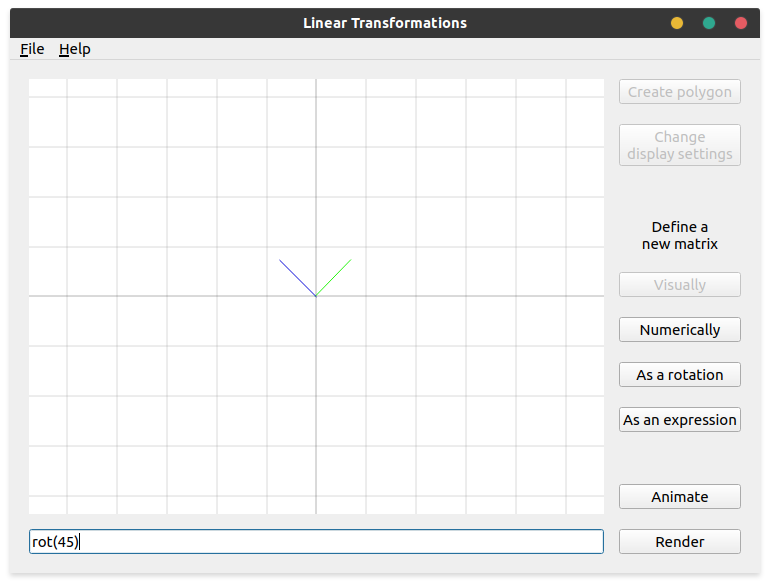 Linear Transformations
File Help
Create polygon
Change
display settings
Define a
new matrix
Visually
Numerically
As a rotation
As an expression
Animate
rot(45)
Render